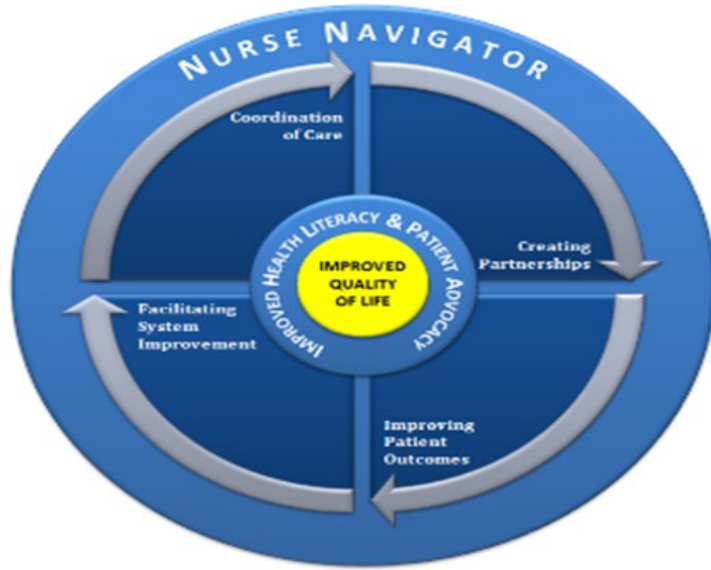 NURSE NAVIGATOR
Coordination
of Care
Creating
Partnerships
IMPROVED HEALTH LITERACY & PATIENT ADVOCACY
IMPROVED
QUALITY
OF LIFE
Facilitating
System
Improvement
Improving
Patient
Outcomes